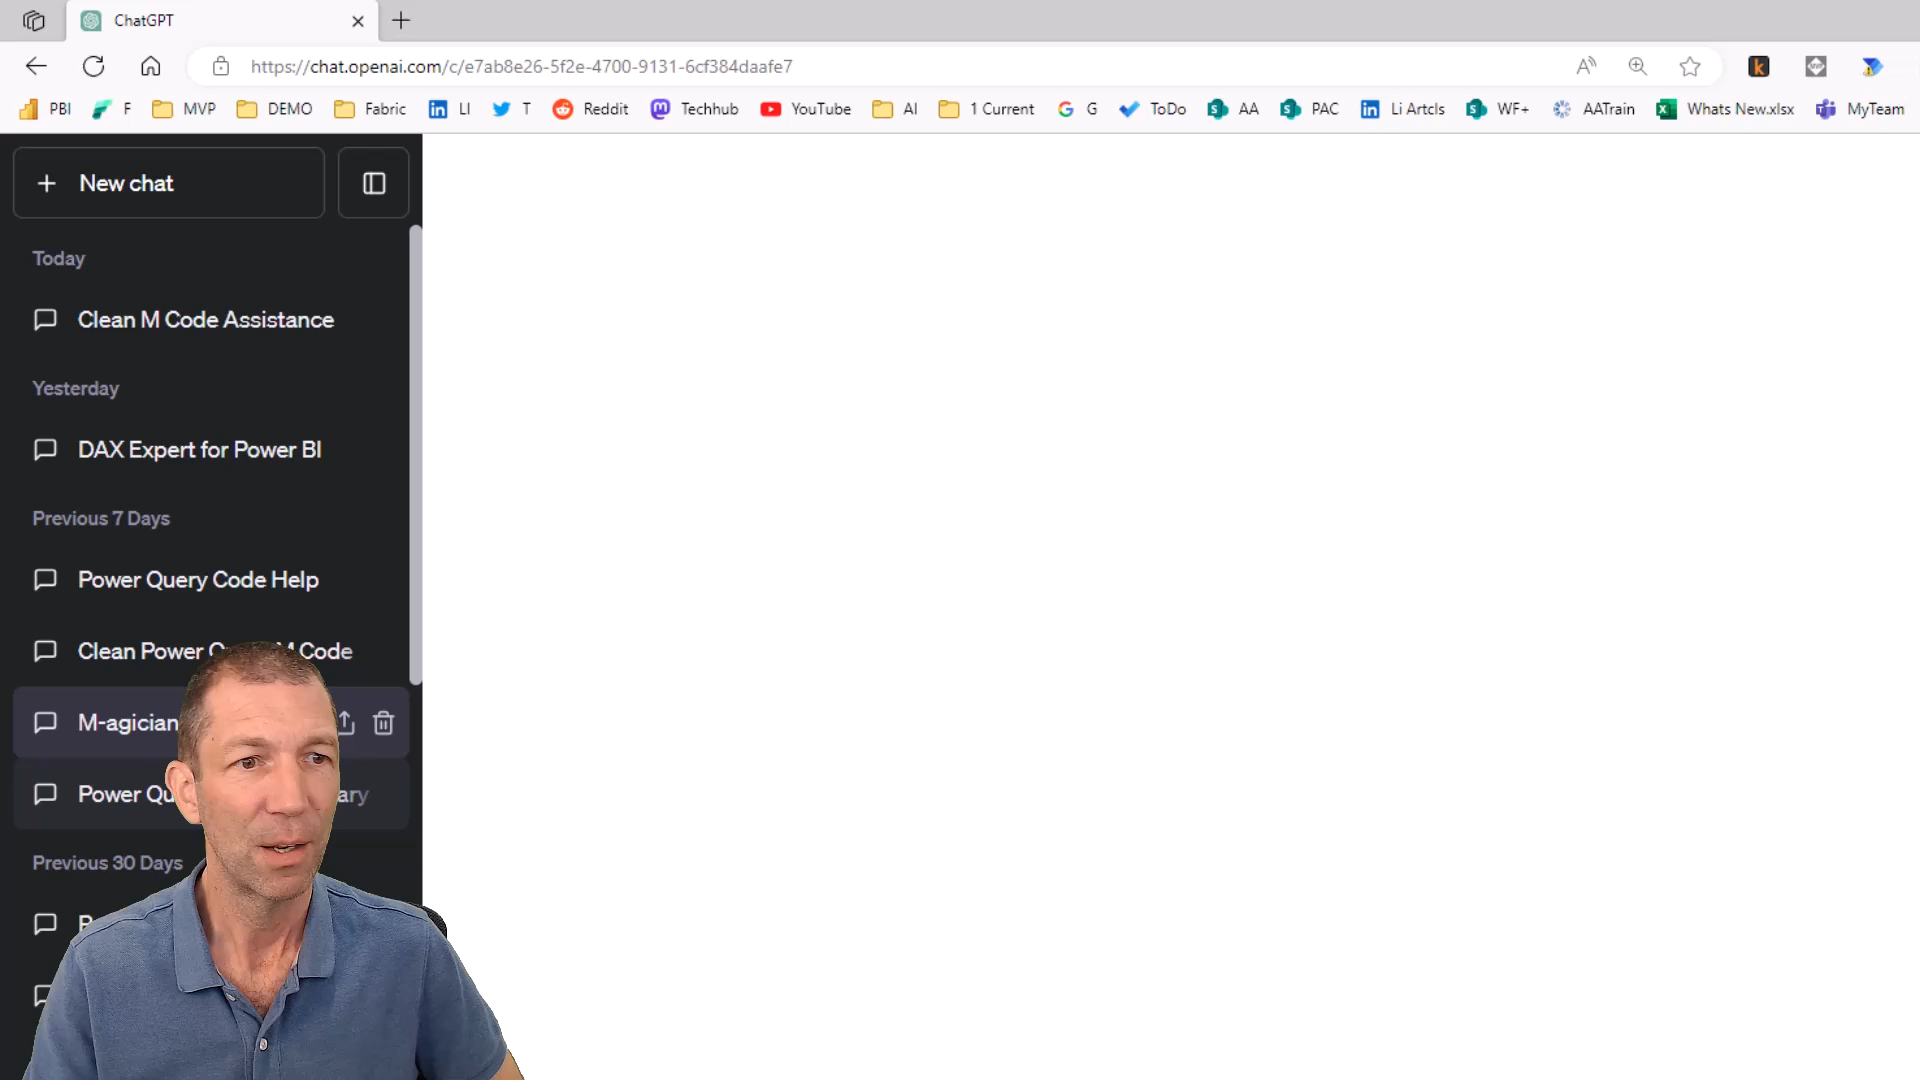 ChatGPT
https://chat.openai.com/c/e7ab8e26-5f2e-4700-9131-6cf384daafe7
PBI F MVP DEMO Fabric LI T Reddit Techhub YouTube AI 1 Current G ToDo AA PAC Li Artcls WF+ AATrain Whats New.xlsx MyTeam
New chat
Today
Clean M Code Assistance
Yesterday
DAX Expert for Power BI
Previous 7 Days
Power Query Code Help
Clean Power M Code
M-agician
Power
Previous 30 Days